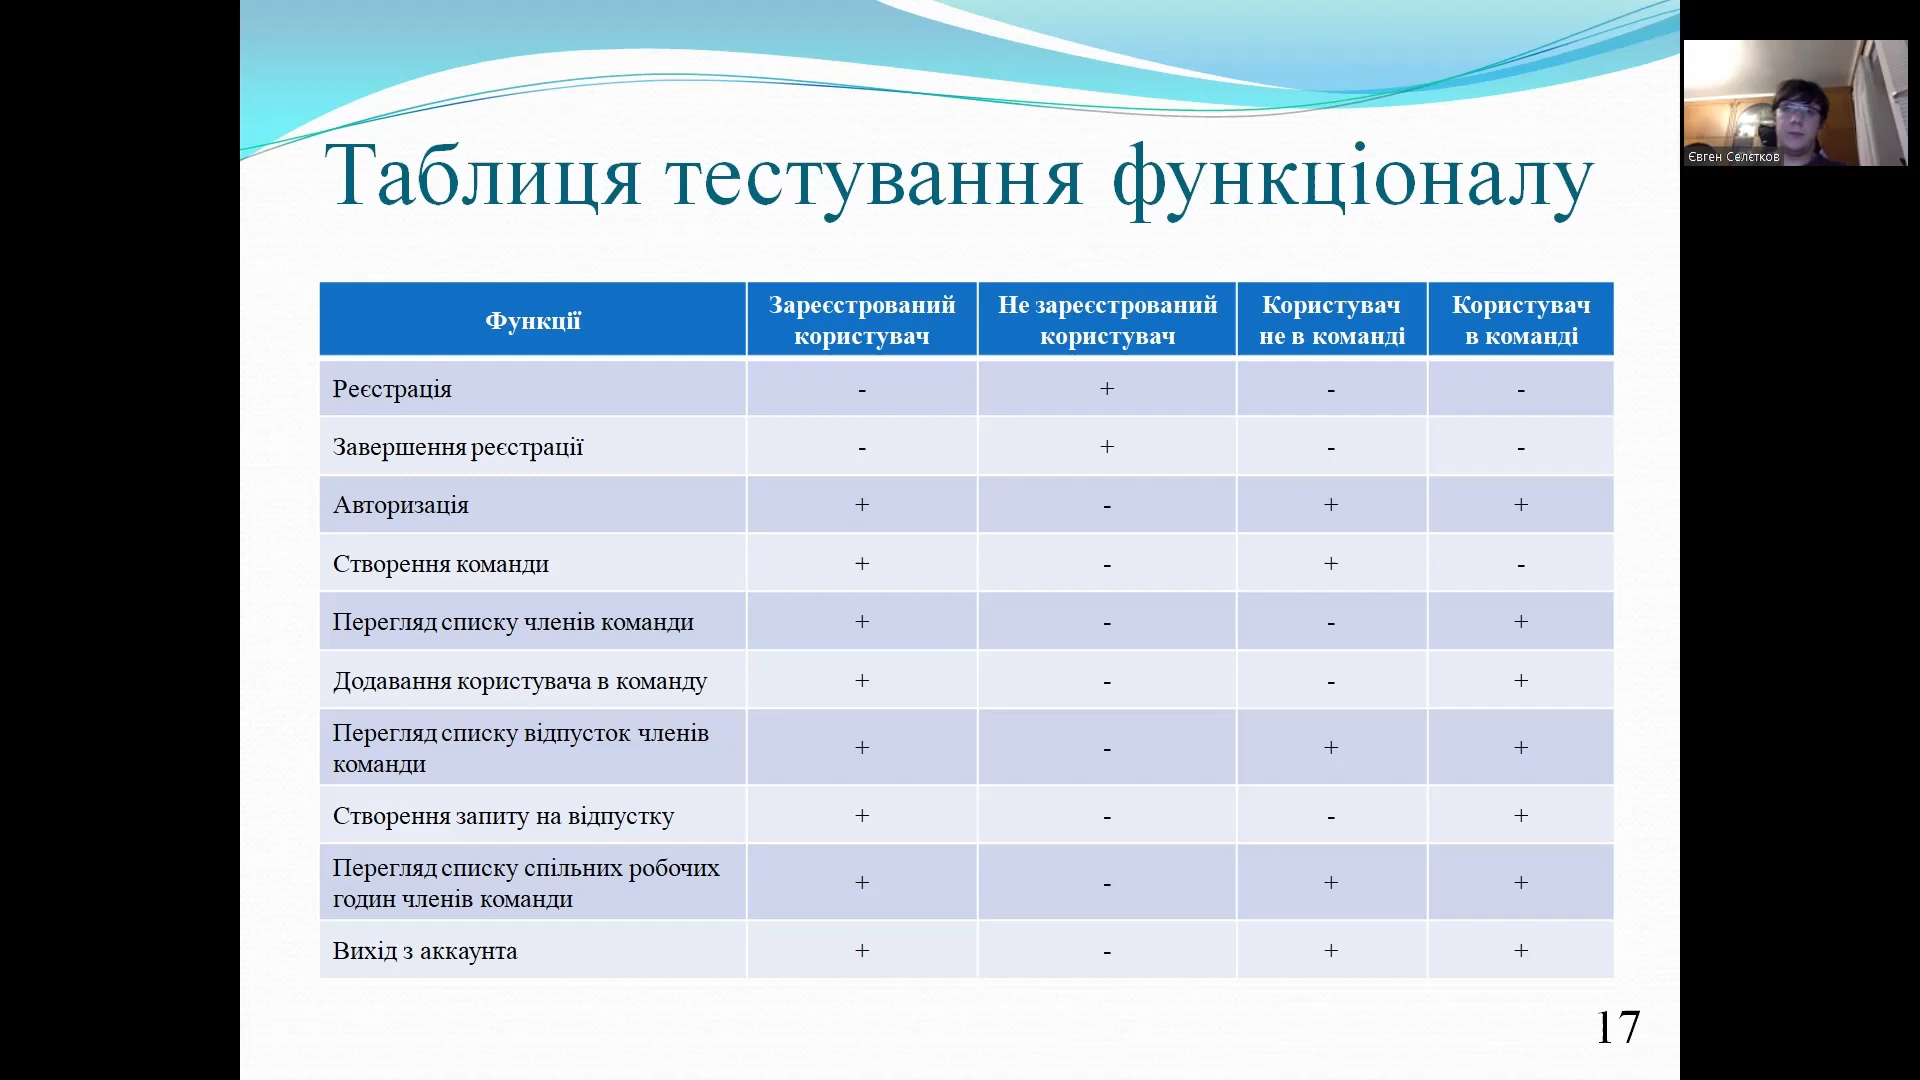 Таблиця тестування функціоналу
Функції
Зареєстрований
користувач
Не зареєстрований
користувач
Користувач
не в команді
Користувач
в команді
Реєстрація - + - -
Завершення реєстрації - + - -
Авторизація + - + +
Створення команди + - + -
Перегляд списку членів команди + - - +
Додавання користувача в команду + - - +
Перегляд списку відпусток членів
команди + - + +
Створення запиту на відпустку + - - +
Перегляд списку спільних робочих
годин членів команди + - + +
Вихід з аккаунта + - + +
17
Євген Селєтков